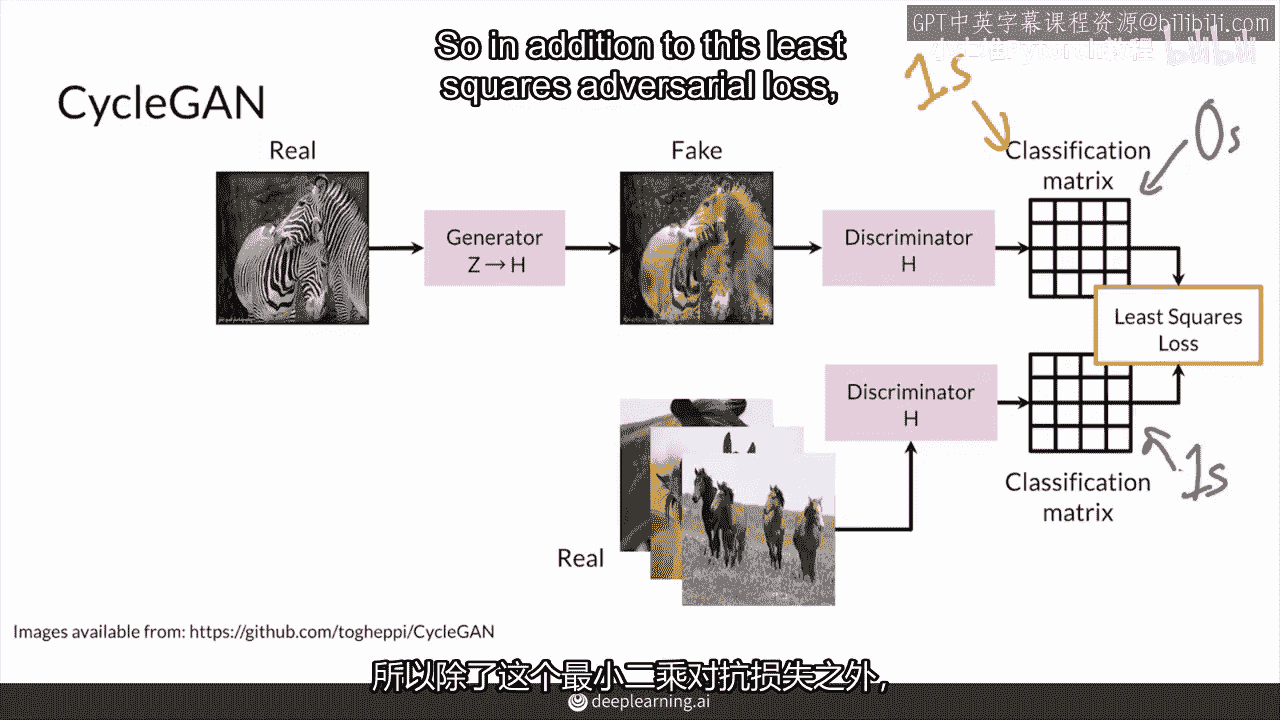 GPT中英字幕课程资源@bilibili.com
So in addition to this least
squares adversarial loss,
bilibili
1s
0s
CycleGAN
Real
Fake
Classification
matrix
Generator
Z → H
Discriminator
H
Least Squares
Loss
Discriminator
H
1s
Classification
matrix
Real
Images available from: https://github.com/togheppi/CycleGAN
所以除了这个最小二乘对抗损失之外,
deeplearning.ai